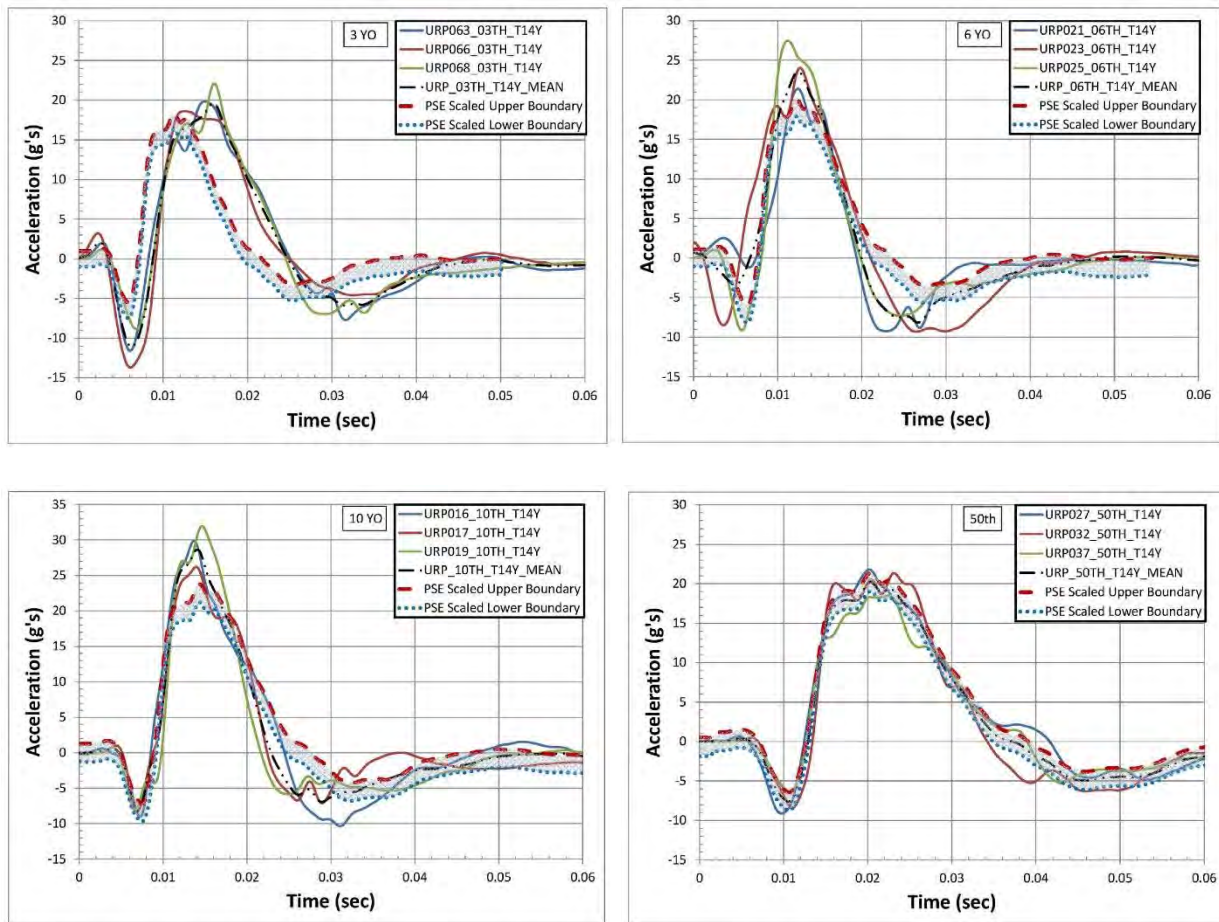 3 YO
URP063_03TH_T14Y
URP066_03TH_T14Y
URP068_03TH_T14Y
URP_03TH_T14Y_MEAN
PSE Scaled Upper Boundary
PSE Scaled Lower Boundary
Acceleration (g's)
30
25
20
15
10
5
0
-5
-10
-15
0 0.01 0.02 0.03 0.04 0.05 0.06
Time (sec)
6 YO
URP021_06TH_T14Y
URP023_06TH_T14Y
URP025_06TH_T14Y
URP_06TH_T14Y_MEAN
PSE Scaled Upper Boundary
PSE Scaled Lower Boundary
Acceleration (g's)
30
25
20
15
10
5
0
-5
-10
-15
0 0.01 0.02 0.03 0.04 0.05 0.06
Time (sec)
10 YO
URP016_10TH_T14Y
URP017_10TH_T14Y
URP019_10TH_T14Y
URP_10TH_T14Y_MEAN
PSE Scaled Upper Boundary
PSE Scaled Lower Boundary
Acceleration (g's)
35
30
25
20
15
10
5
0
-5
-10
-15
0 0.01 0.02 0.03 0.04 0.05 0.06
Time (sec)
50th
URP027_50TH_T14Y
URP032_50TH_T14Y
URP037_50TH_T14Y
URP_50TH_T14Y_MEAN
PSE Scaled Upper Boundary
PSE Scaled Lower Boundary
Acceleration (g's)
30
25
20
15
10
5
0
-5
-10
-15
0.00 0.01 0.02 0.03 0.04 0.05 0.06
Time (sec)